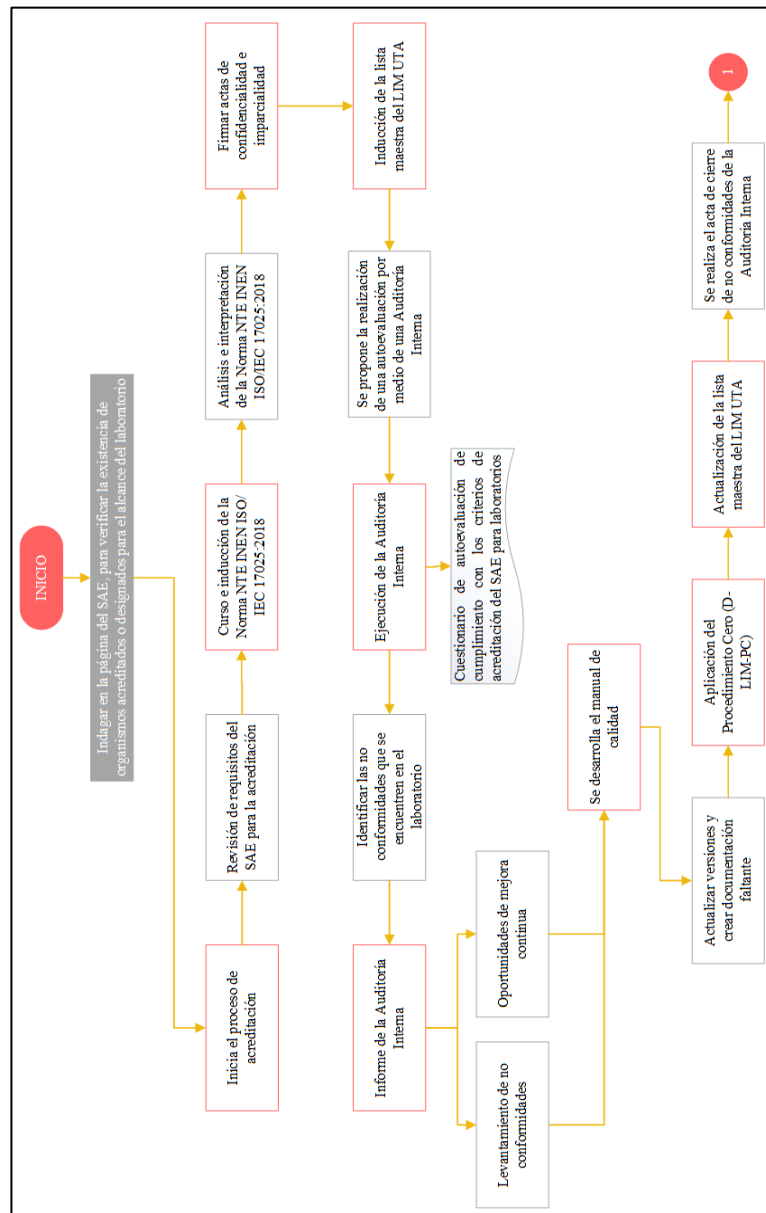 INICIO
Indagar en la página del SAE, para verificar la existencia de
organismos acreditados o designados para el alcance del laboratorio
Inicia el proceso de
acreditación
Revisión de requisitos del
SAE para la acreditación
Curso e inducción de la
Norma NTE INEN ISO/
IEC 17025:2018
Análisis e interpretación
de la Norma NTE INEN
ISO/IEC 17025:2018
Firmar actas de
confidencialidad e
imparcialidad
Inducción de la lista
maestra del LIM UTA
Se propone la realización
de una autoevaluación por
medio de una Auditoría
Interna
Ejecución de la Auditoría
Interna
Cuestionario de autoevaluación de
cumplimiento con los criterios de
acreditación del SAE para laboratorios
Identificar las no
conformidades que se
encuentren en el
laboratorio
Informe de la Auditoría
Interna
Levantamiento de no
conformidades
Oportunidades de mejora
continua
Se desarrolla el manual de
calidad
Actualizar versiones y
crear documentación
faltante
Aplicación del
Procedimiento Cero (D-
LIM-PC)
Actualización de la lista
maestra del LIM UTA
Se realiza el acta de cierre
de no conformidades de la
Auditoría Interna
1